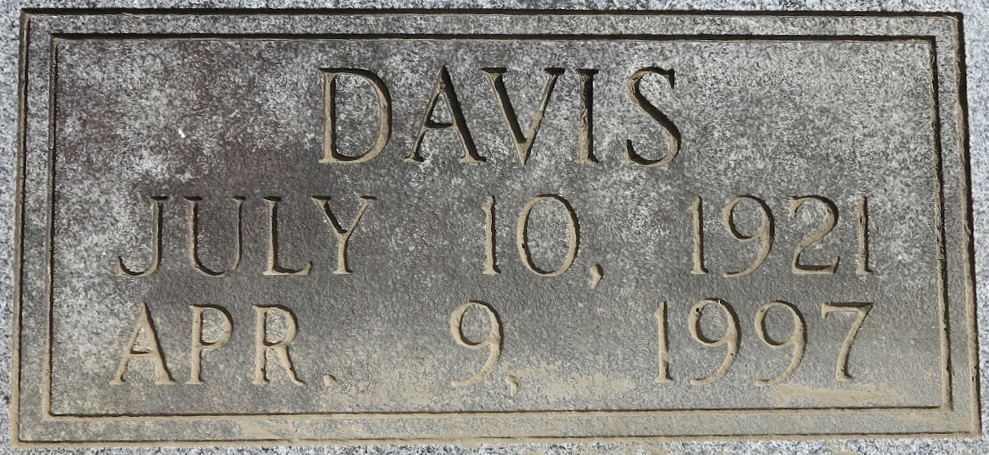 DAVIS
JULY 10, 1921
APR. 9, 1997